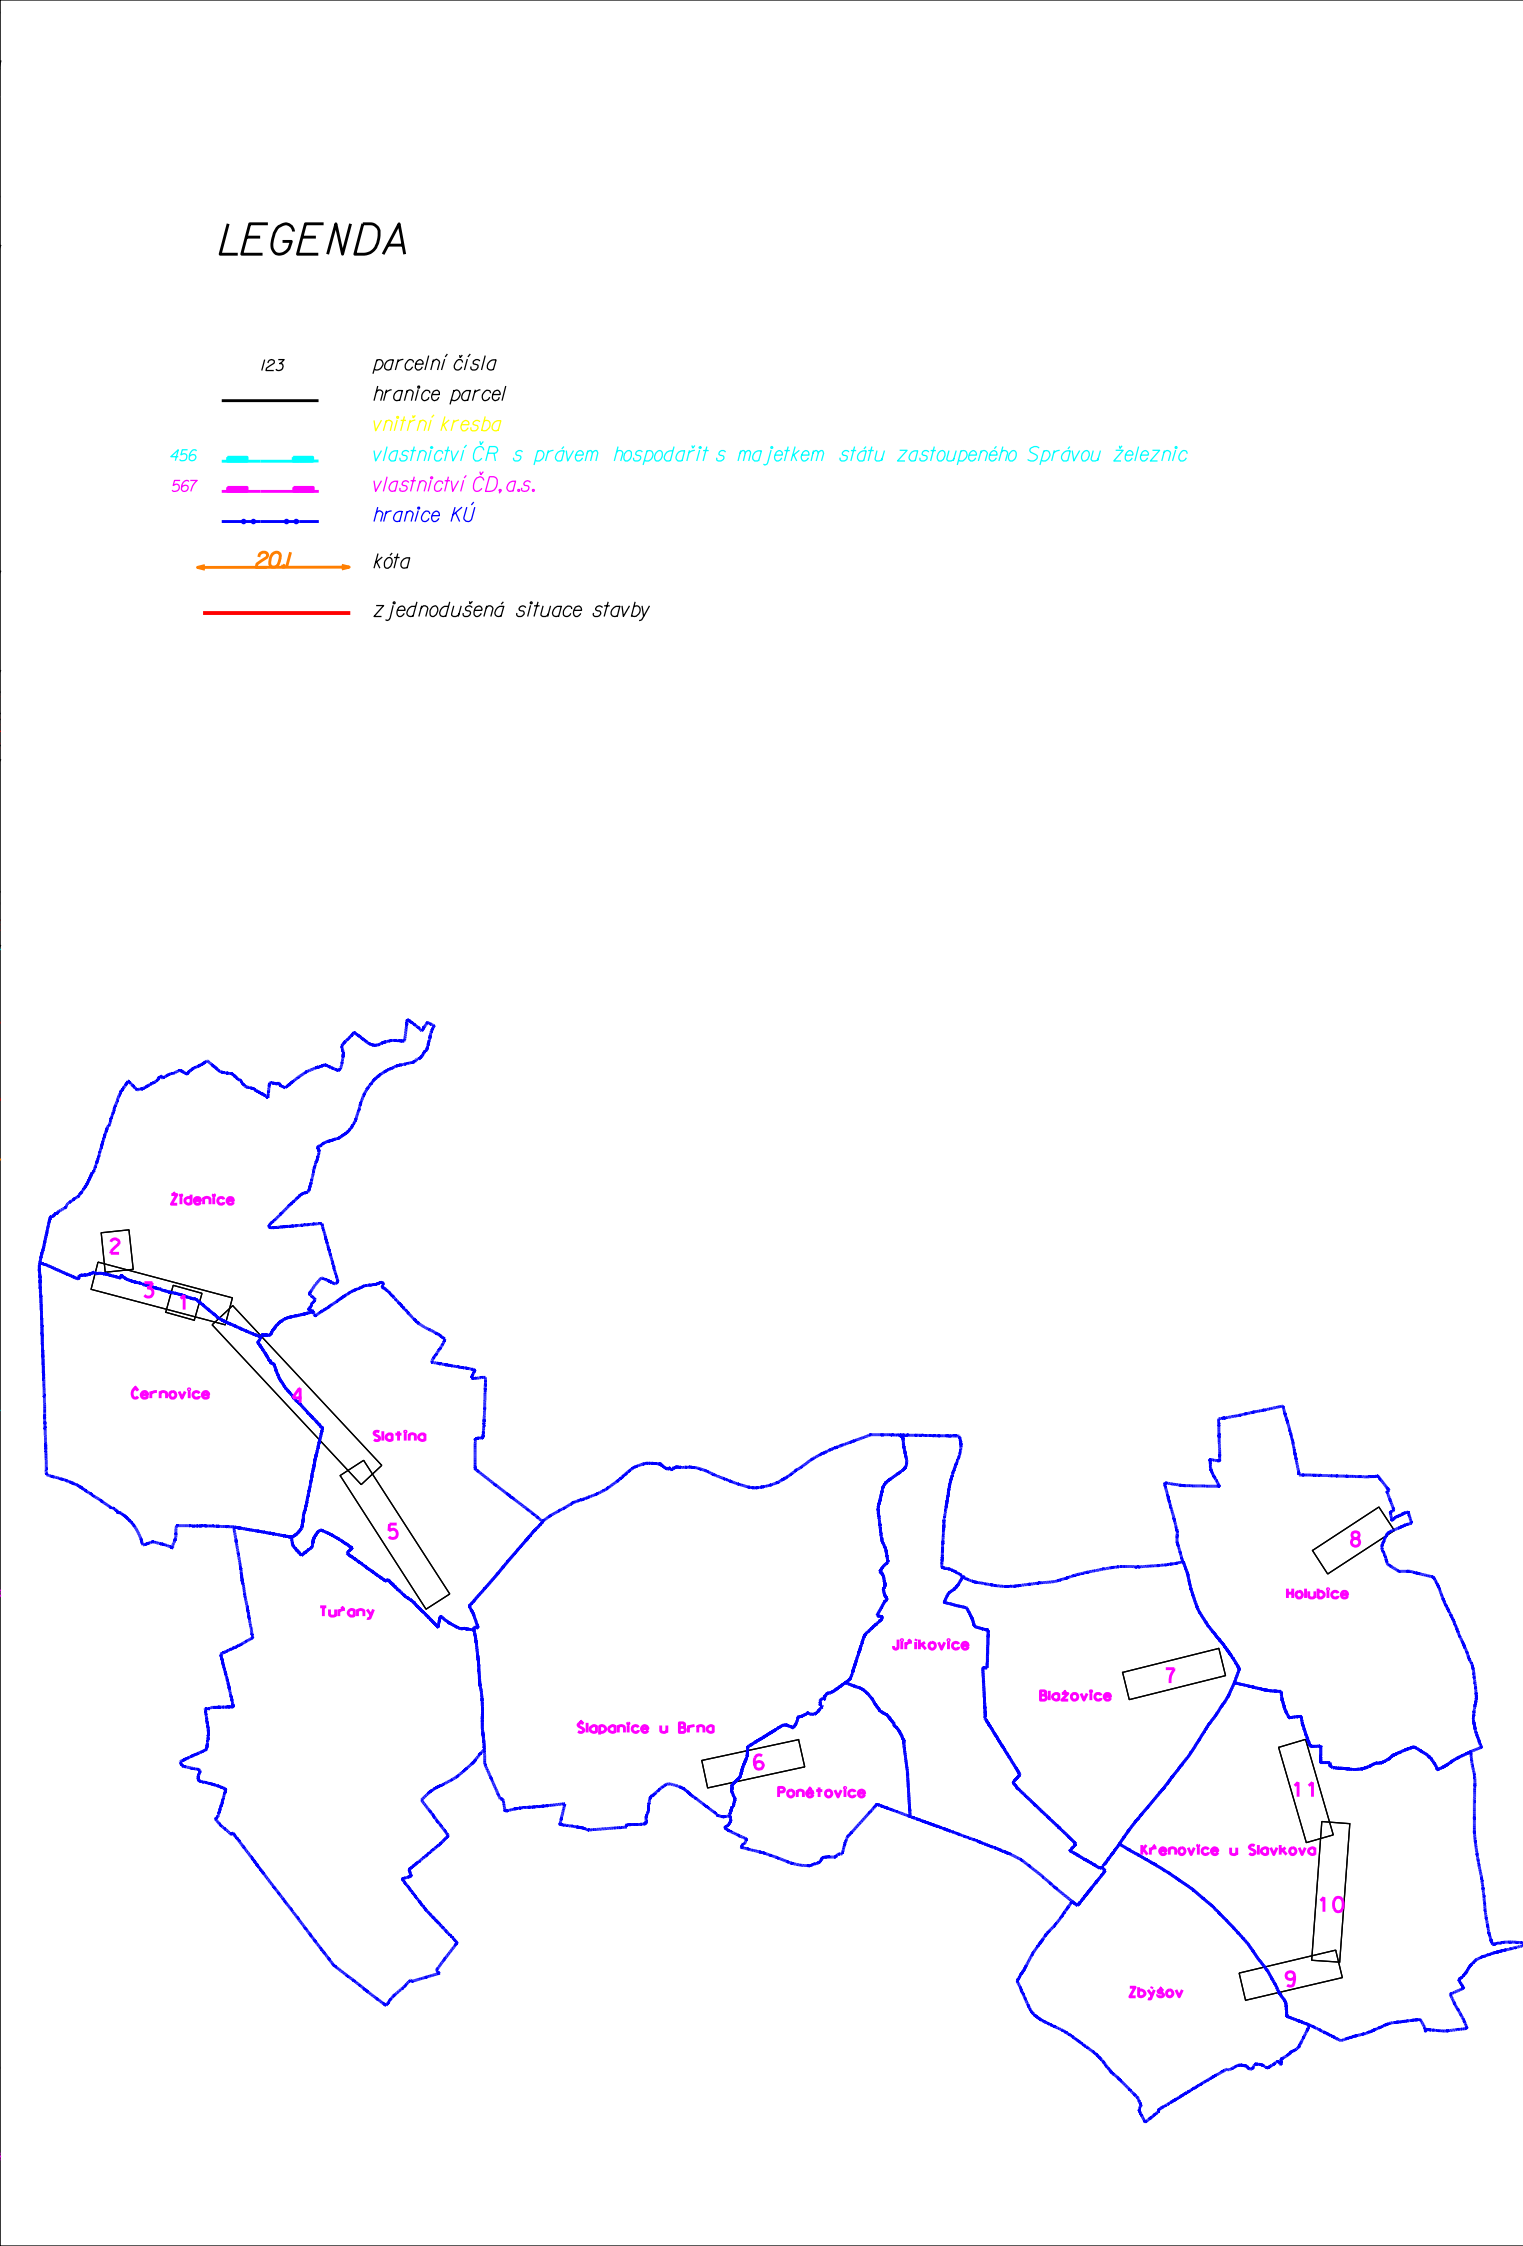 LEGENDA
123 parcelní čísla
hranice parcel
vnitřní kresba
456 vlastnictví ČR s právem hospodařit s majetkem státu zastoupeného Správou železnic
567 vlastnictví ČD, a.s.
hranice KÚ
20.1 kóta
zjednodušená situace stavby
Židenice
2
3
1
Černovice
4
Slatina
8
5
Holubice
Tuřany
Jiřikovice
7
Blažovice
Šlapanice u Brna
6
11
Ponětovice
Křenovice u Slavkova
10
9
Zbýšov